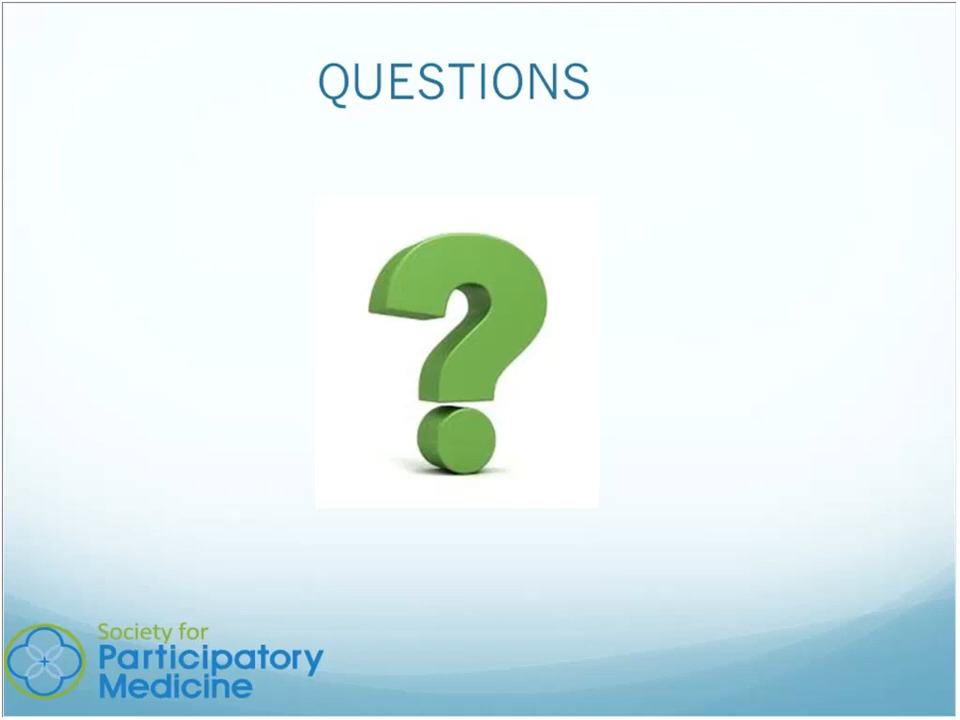 QUESTIONS
?
Society for
Participatory
Medicine